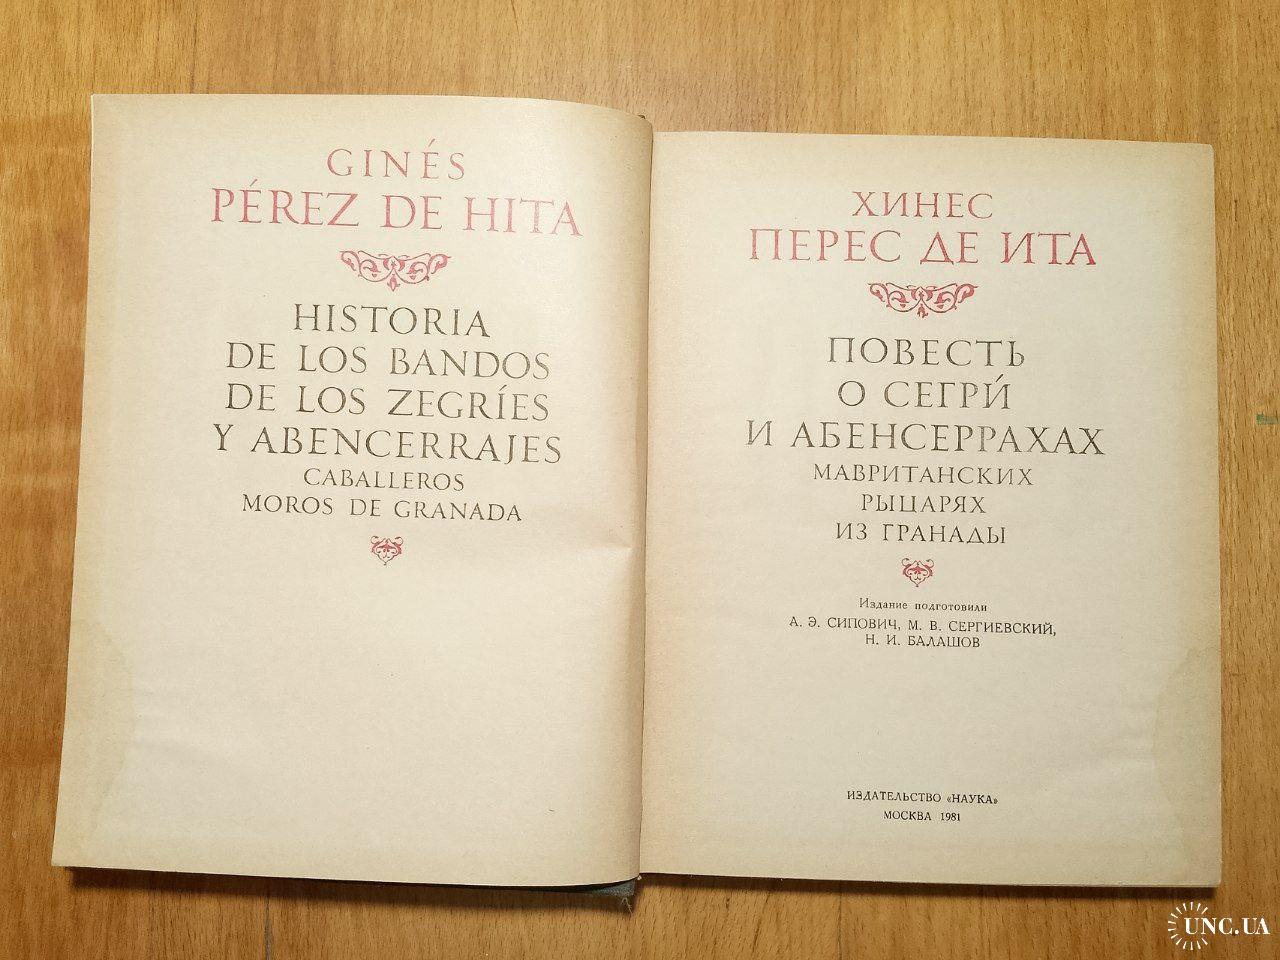 GINÉS
PÉREZ DE HITA
HISTORIA
DE LOS BANDOS
DE LOS ZEGRÍES
Y ABENCERRAJES
CABALLEROS
MOROS DE GRANADA
ХИНЕС
ПЕРЕС ДЕ ИТА
ПОВЕСТЬ
О СЕГРИ́
И АБЕНСЕРРАХАХ
МАВРИТАНСКИХ
РЫЦАРЯХ
ИЗ ГРАНАДЫ
Издание подготовили
А. Э. СИПОВИЧ, М. В. СЕРГИЕВСКИЙ,
Н. И. БАЛАШОВ
ИЗДАТЕЛЬСТВО «НАУКА»
МОСКВА 1981
UNC.UA